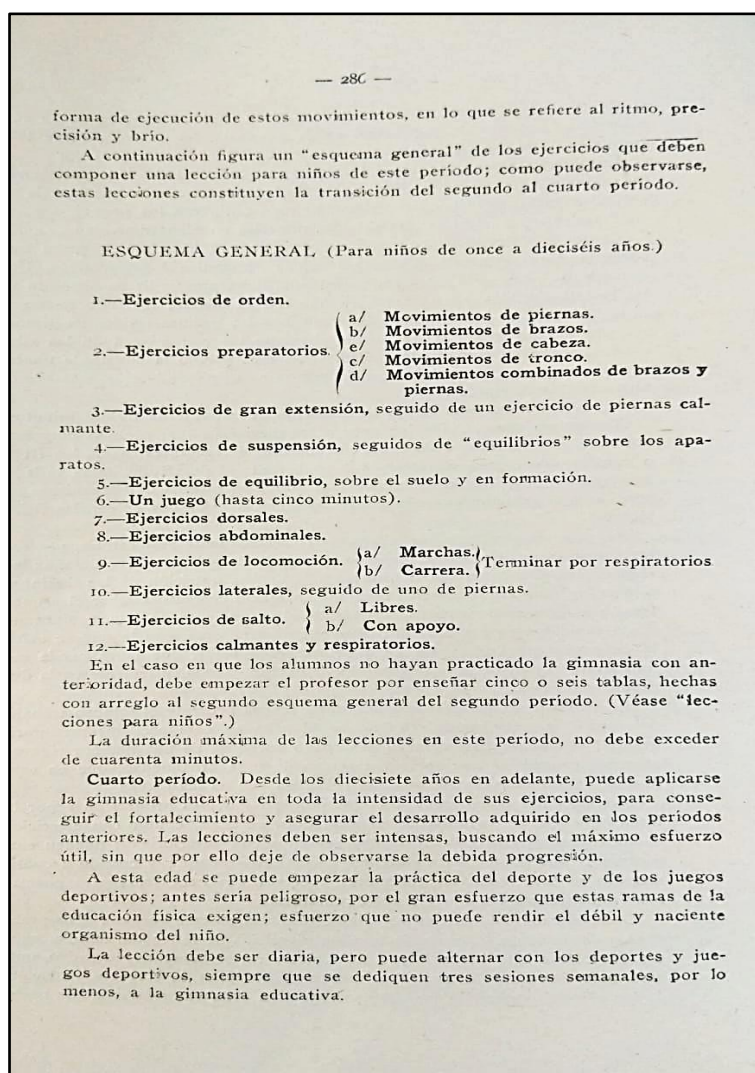 — 286 —
forma de ejecución de estos movimientos, en lo que se refiere al ritmo, pre-
cisión y brío.
A continuación figura un "esquema general" de los ejercicios que deben
componer una lección para niños de este período; como puede observarse,
estas lecciones constituyen la transición del segundo al cuarto período.
ESQUEMA GENERAL (Para niños de once a dieciséis años.)
1.—Ejercicios de orden.
2.—Ejercicios preparatorios.
a/ Movimientos de piernas.
b/ Movimientos de brazos.
e/ Movimientos de cabeza.
c/ Movimientos de tronco.
d/ Movimientos combinados de brazos y
piernas.
3.—Ejercicios de gran extensión, seguido de un ejercicio de piernas cal-
mante.
4.—Ejercicios de suspensión, seguidos de "equilibrios" sobre los apa-
ratos.
5.—Ejercicios de equilibrio, sobre el suelo y en formación.
6.—Un juego (hasta cinco minutos).
7.—Ejercicios dorsales.
8.—Ejercicios abdominales.
9.—Ejercicios de locomoción. a/ Marchas. Terminar por respiratorios
b/ Carrera.
10.—Ejercicios laterales, seguido de uno de piernas.
11.—Ejercicios de salto. a/ Libres.
b/ Con apoyo.
12.—Ejercicios calmantes y respiratorios.
En el caso en que los alumnos no hayan practicado la gimnasia con an-
terioridad, debe empezar el profesor por enseñar cinco o seis tablas, hechas
con arreglo al segundo esquema general del segundo período. (Véase "lec-
ciones para niños".)
La duración máxima de las lecciones en este período, no debe exceder
de cuarenta minutos.
Cuarto período. Desde los diecisiete años en adelante, puede aplicarse
la gimnasia educativa en toda la intensidad de sus ejercicios, para conse-
guir el fortalecimiento y asegurar el desarrollo adquirido en los períodos
anteriores. Las lecciones deben ser intensas, buscando el máximo esfuerzo
útil, sin que por ello deje de observarse la debida progresión.
A esta edad se puede empezar la práctica del deporte y de los juegos
deportivos; antes sería peligroso, por el gran esfuerzo que estas ramas de la
educación física exigen; esfuerzo que no puede rendir el débil y naciente
organismo del niño.
La lección debe ser diaria, pero puede alternar con los deportes y jue-
gos deportivos, siempre que se dediquen tres sesiones semanales, por lo
menos, a la gimnasia educativa.